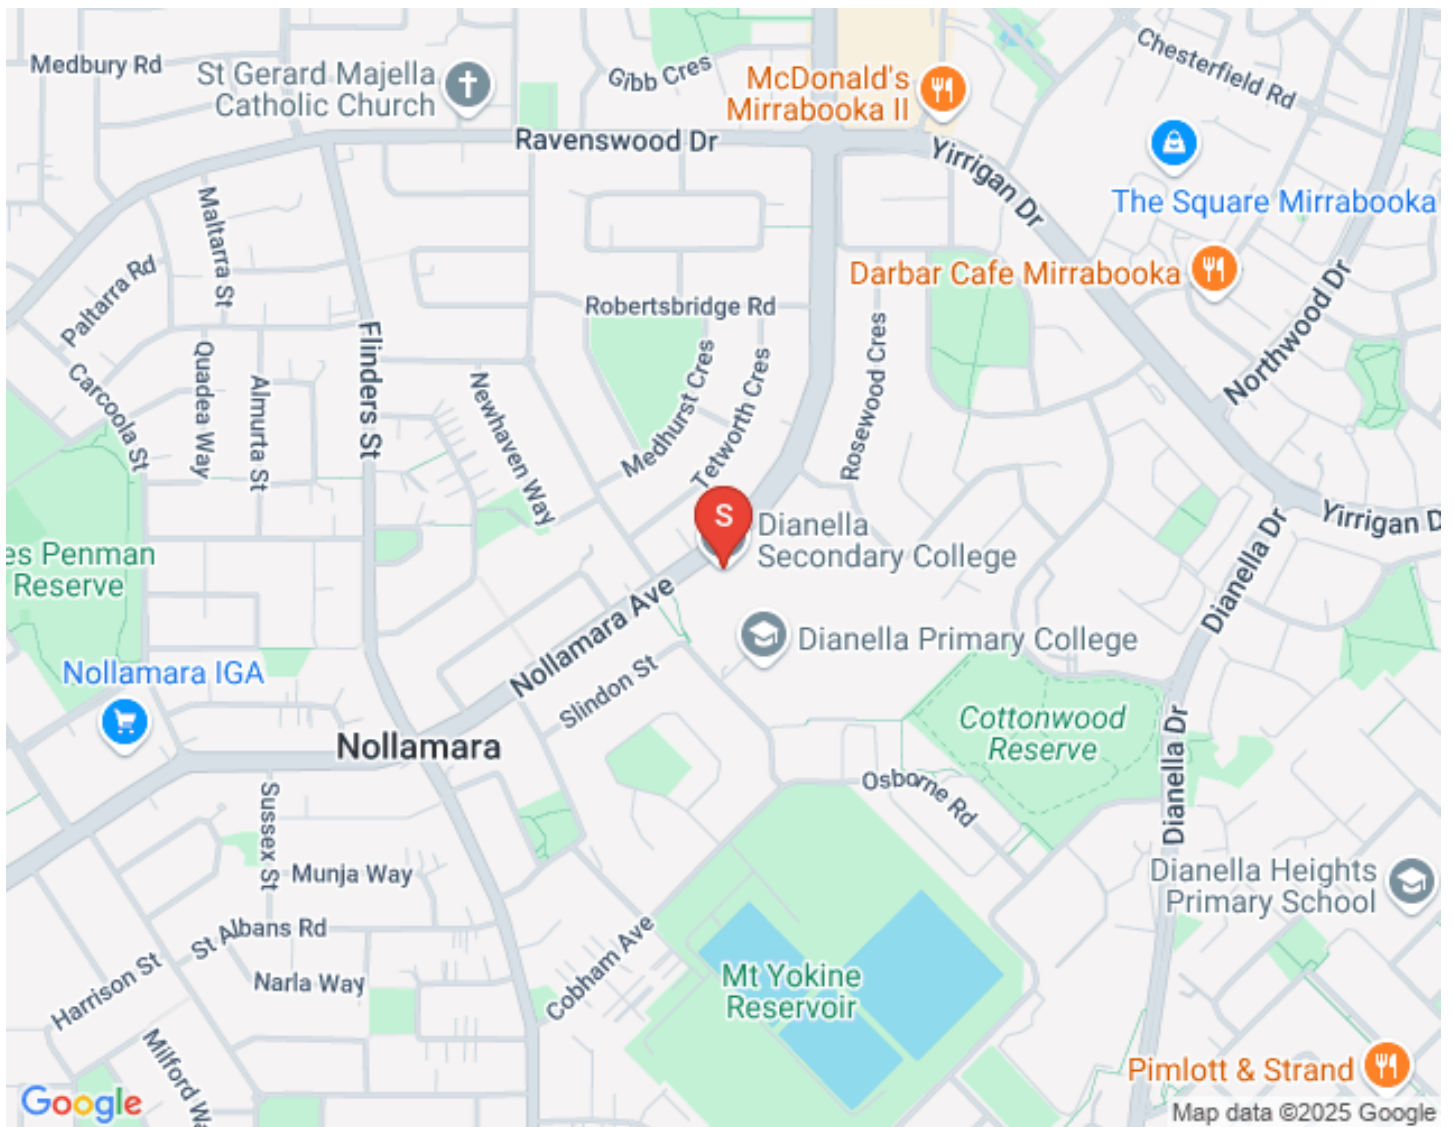 Medbury Rd
St Gerard Majella
Catholic Church
Gibb Cres
McDonald's
Mirrabooka II
Chesterfield Rd
Ravenswood Dr
Yirrigan Dr
The Square Mirrabooka
Maltarra St
Paltarra Rd
Darbar Cafe Mirrabooka
Robertsbridge Rd
Northwood Dr
Flinders St
Quadea Way
Carcoola St
Almurta St
Newhaven Way
Medhurst Cres
Tetworth Cres
Rosewood Cres
S
Dianella
Secondary College
Yirrigan D
es Penman
Reserve
Dianella Dr
Nollamara Ave
Dianella Primary College
Nollamara IGA
Slindon St
Cottonwood
Reserve
Nollamara
Dianella Dr
Osborne Rd
Sussex St
Munja Way
Dianella Heights
Primary School
St Albans Rd
Harrison St
Narla Way
Cobham Ave
Mt Yokine
Reservoir
Milford Wa
Pimlott & Strand
Google
Map data ©2025 Google